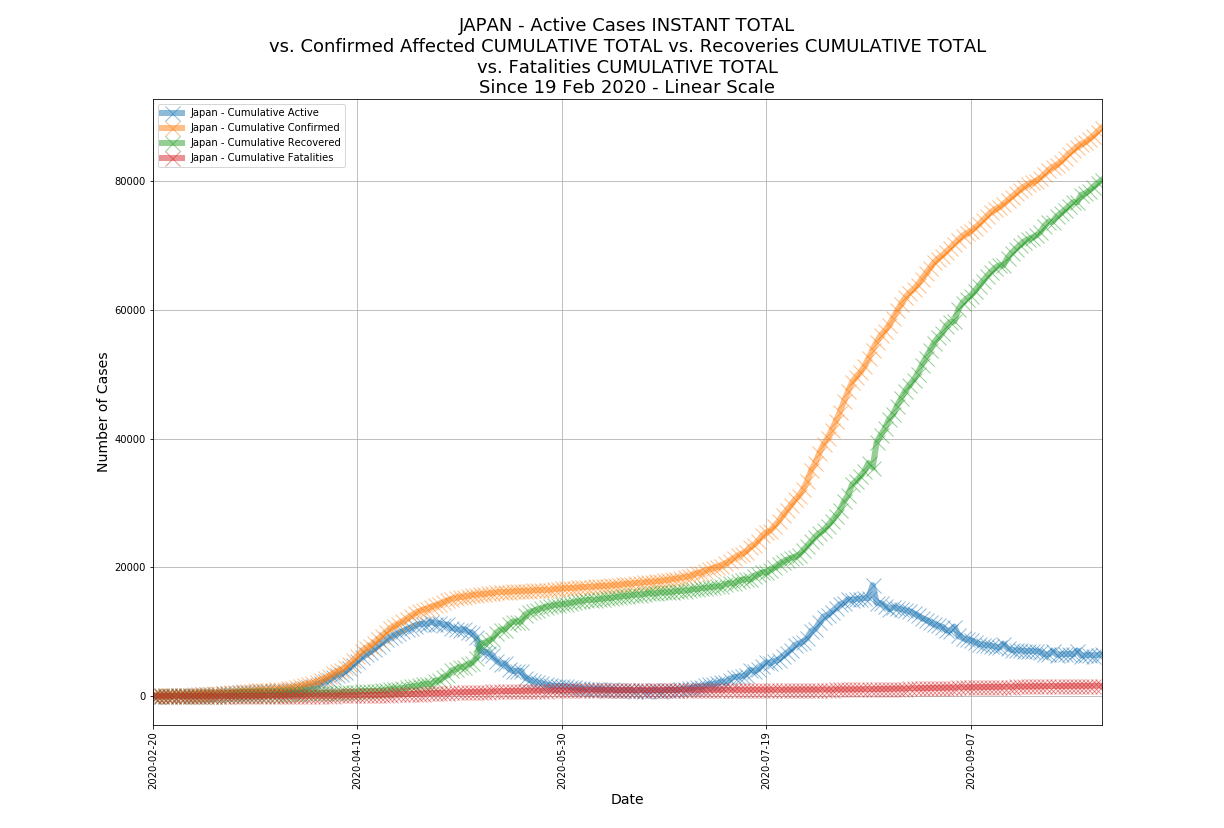 JAPAN - Active Cases INSTANT TOTAL
vs. Confirmed Affected CUMULATIVE TOTAL vs. Recoveries CUMULATIVE TOTAL
vs. Fatalities CUMULATIVE TOTAL
Since 19 Feb 2020 - Linear Scale
Japan - Cumulative Active
Japan - Cumulative Confirmed
Japan - Cumulative Recovered
Japan - Cumulative Fatalities
Number of Cases
80000
60000
40000
20000
0
2020-02-20
2020-04-10
2020-05-30
2020-07-19
2020-09-07
Date